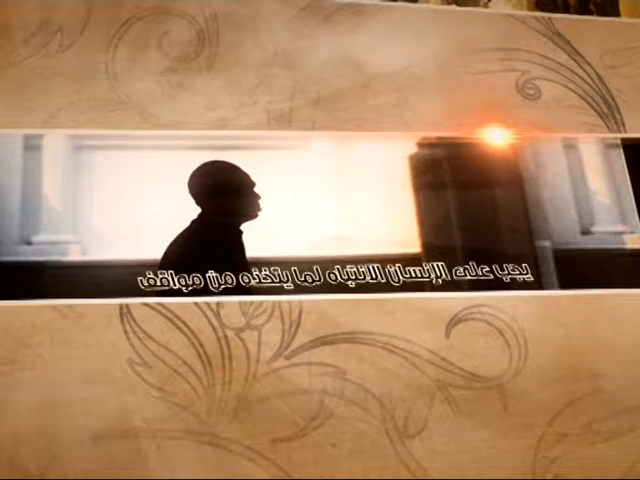 يجب على الإنسان الانتباه لما يتخذه من مواقف